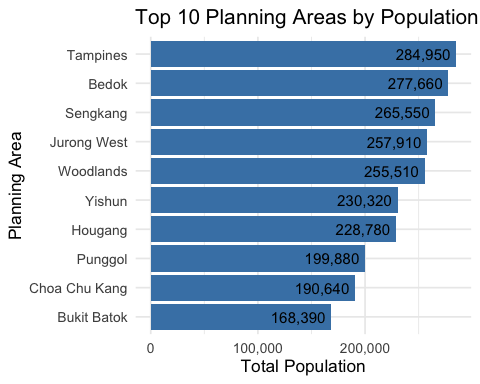 Top 10 Planning Areas by Population
Planning Area
Tampines 284,950
Bedok 277,660
Sengkang 265,550
Jurong West 257,910
Woodlands 255,510
Yishun 230,320
Hougang 228,780
Punggol 199,880
Choa Chu Kang 190,640
Bukit Batok 168,390
0 100,000 200,000
Total Population